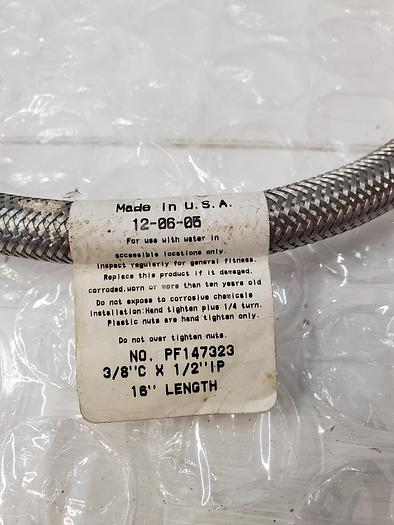 Made in U.S.A.
12-06-05
For use with water in
accessible locations only.
Inspect regularly for general fitness.
Replace this product if it damaged,
corroded,worn or more than ten years old
Do not expose to corrosive chemicals
Installation:Hand tighten plus 1/4 turn.
Plastic nuts are hand tighten only.
Do not over tighten nuts.
NO. PF147323
3/8"C X 1/2"IP
16" LENGTH